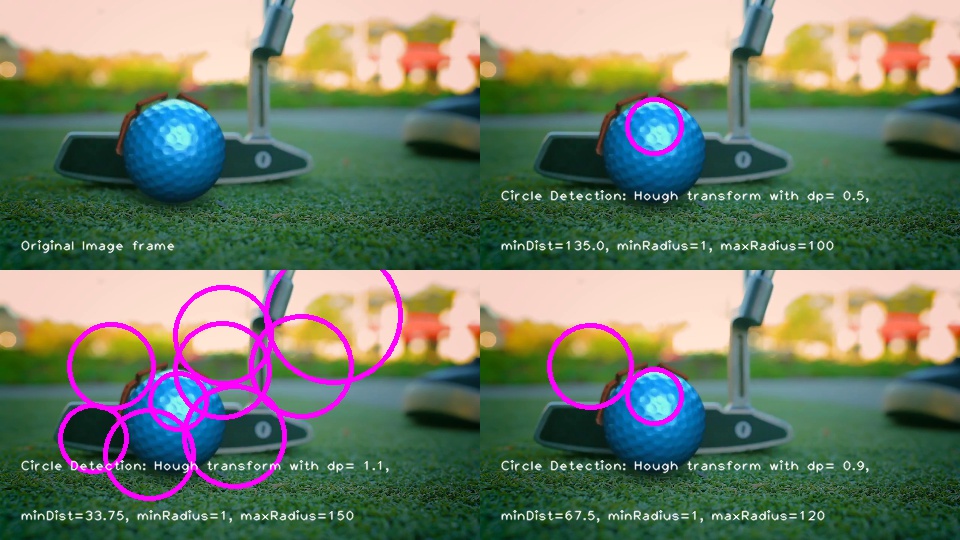 Original Image frame
Circle Detection: Hough transform with dp= 0.5,
minDist=135.0, minRadius=1, maxRadius=100
Circle Detection: Hough transform with dp= 1.1,
minDist=33.75, minRadius=1, maxRadius=150
Circle Detection: Hough transform with dp= 0.9,
minDist=67.5, minRadius=1, maxRadius=120